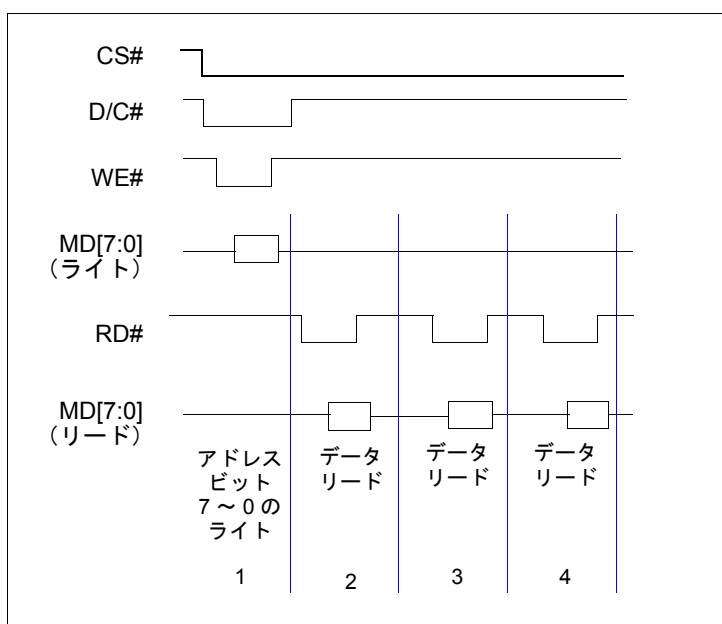 CS#
D/C#
WE#
MD[7:0]
（ライト）
RD#
MD[7:0]
（リード）
アドレス
ビット
7 ～ 0 の
ライト
データ
リード
データ
リード
データ
リード
1
2
3
4